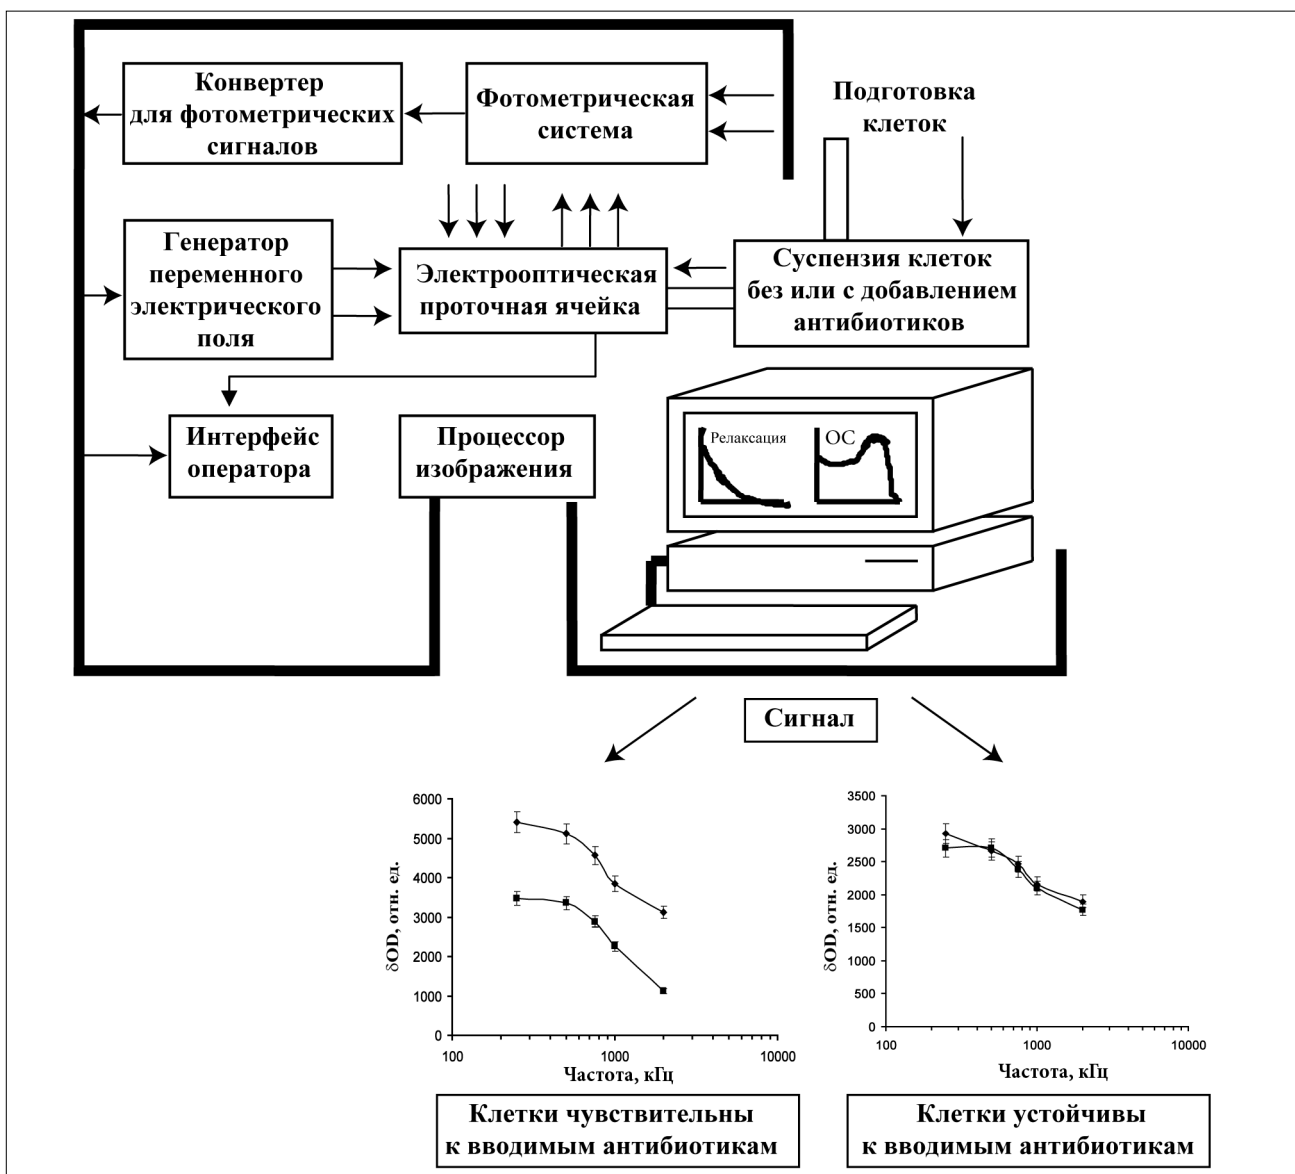 Конвертер
для фотометрических
сигналов
Фотометрическая
система
Подготовка
клеток
Генератор
переменного
электрического
поля
Электрооптическая
проточная ячейка
Суспензия клеток
без или с добавлением
антибиотиков
Интерфейс
оператора
Процессор
изображения
Релаксация
ОС
Сигнал
δOD, отн. ед.
6000
5000
4000
3000
2000
1000
0
100
1000
10000
Частота, кГц
Клетки чувствительны
к вводимым антибиотикам
δOD, отн. ед.
3500
3000
2500
2000
1500
1000
500
0
100
1000
10000
Частота, кГц
Клетки устойчивы
к вводимым антибиотикам